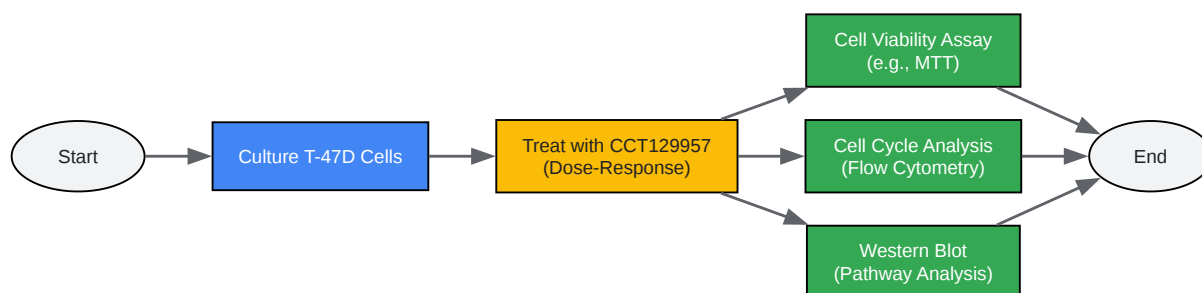 Start
Culture T-47D Cells
Treat with CCT129957
(Dose-Response)
Cell Viability Assay
(e.g., MTT)
Cell Cycle Analysis
(Flow Cytometry)
Western Blot
(Pathway Analysis)
End